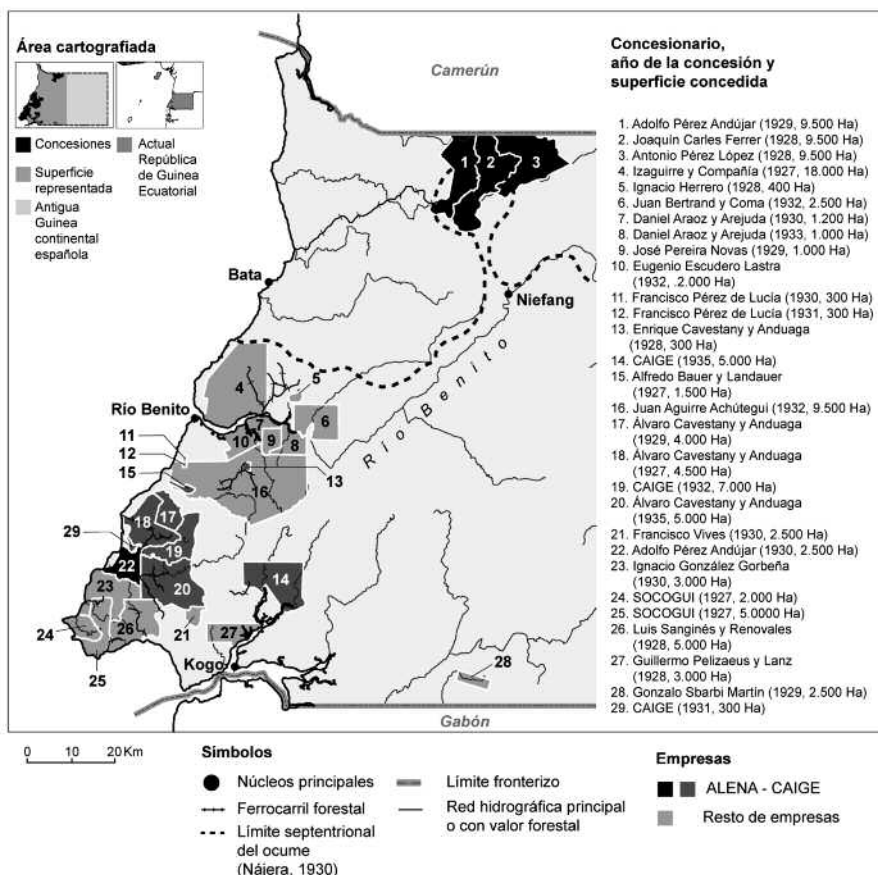 Área cartografiada
Concesiones
Superficie
representada
Antigua
Guinea
continental
española
Actual
República
de Guinea
Ecuatorial
Camerún
Bata
Niefang
Río Benito
Río Benito
Kogo
Gabón
1
2
3
4
5
6
7
8
9
10
11
12
13
14
15
16
17
18
19
20
21
22
23
24
25
26
27
28
29
Concesionario,
año de la concesión y
superficie concedida
1. Adolfo Pérez Andújar (1929, 9.500 Ha)
2. Joaquín Carles Ferrer (1928, 9.500 Ha)
3. Antonio Pérez López (1928, 9.500 Ha)
4. Izaguirre y Compañía (1927, 18.000 Ha)
5. Ignacio Herrero (1928, 400 Ha)
6. Juan Bertrand y Coma (1932, 2.500 Ha)
7. Daniel Araoz y Arejuda (1930, 1.200 Ha)
8. Daniel Araoz y Arejuda (1933, 1.000 Ha)
9. José Pereira Novas (1929, 1.000 Ha)
10. Eugenio Escudero Lastra
(1932, .2.000 Ha)
11. Francisco Pérez de Lucía (1930, 300 Ha)
12. Francisco Pérez de Lucía (1931, 300 Ha)
13. Enrique Cavestany y Anduaga
(1928, 300 Ha)
14. CAIGE (1935, 5.000 Ha)
15. Alfredo Bauer y Landauer
(1927, 1.500 Ha)
16. Juan Aguirre Achútegui (1932, 9.500 Ha)
17. Álvaro Cavestany y Anduaga
(1929, 4.000 Ha)
18. Álvaro Cavestany y Anduaga
(1927, 4.500 Ha)
19. CAIGE (1932, 7.000 Ha)
20. Álvaro Cavestany y Anduaga
(1935, 5.000 Ha)
21. Francisco Vives (1930, 2.500 Ha)
22. Adolfo Pérez Andújar (1930, 2.500 Ha)
23. Ignacio González Gorbeña
(1930, 3.000 Ha)
24. SOCOGUI (1927, 2.000 Ha)
25. SOCOGUI (1927, 5.0000 Ha)
26. Luis Sanginés y Renovales
(1928, 5.000 Ha)
27. Guillermo Pelizaeus y Lanz
(1928, 3.000 Ha)
28. Gonzalo Sbarbi Martín (1929, 2.500 Ha)
29. CAIGE (1931, 300 Ha)
0 10 20 Km
Símbolos
Núcleos principales
Ferrocarril forestal
Límite septentrional
del ocume
(Nájera, 1930)
Límite fronterizo
Red hidrográfica principal
o con valor forestal
Empresas
ALENA - CAIGE
Resto de empresas